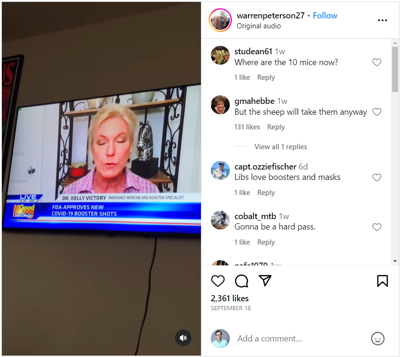 warrenpeterson27 • Follow
Original audio
studean61 1w
Where are the 10 mice now?
1 like Reply
gmahebbe 1w
But the sheep will take them anyway
131 likes Reply
View all 1 replies
capt.ozziefischer 6d
Libs love boosters and masks
1 like Reply
cobalt_mtb 1w
Gonna be a hard pass.
1 like Reply
LIVE
DR. KELLY VICTORY EMERGENCY MEDICINE AND DISASTER SPECIALIST
Good
FDA APPROVES NEW
COVID-19 BOOSTER SHOTS
2,361 likes
SEPTEMBER 18
Add a comment...